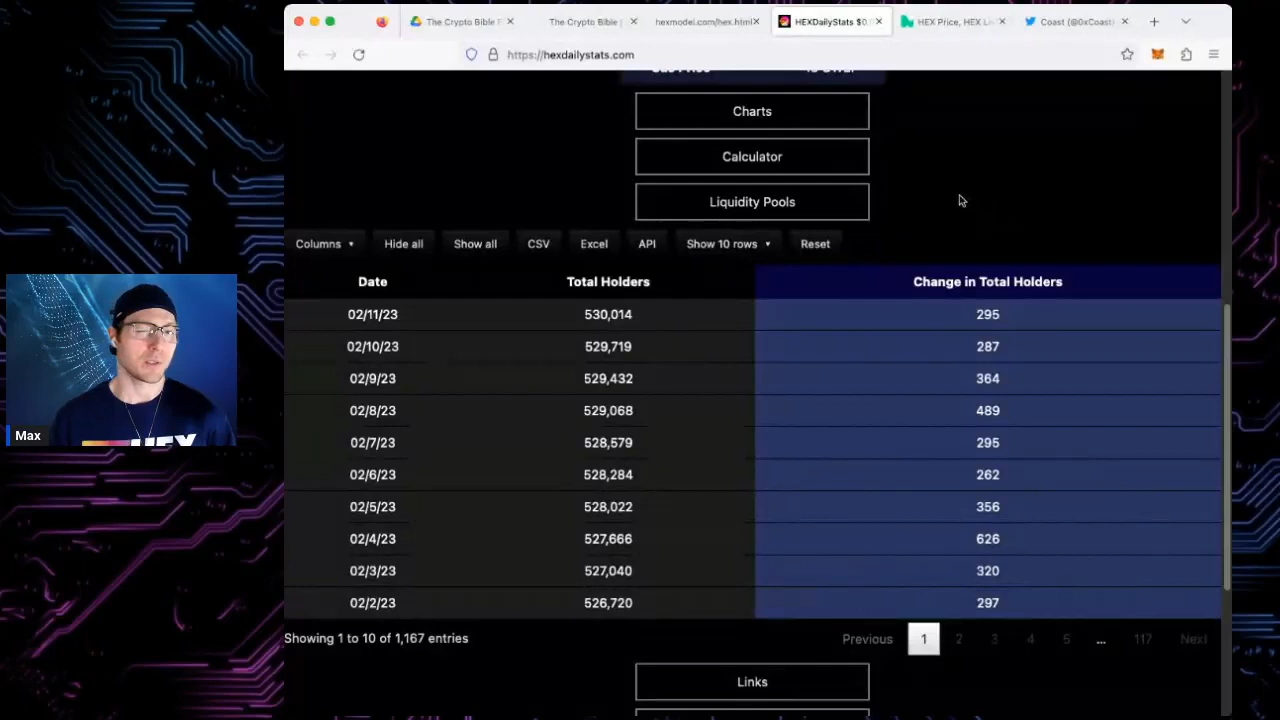 The Crypto Bible
The Crypto Bible |
hexmodel.com/hex.html
HEXDailyStats $0.
HEX Price, HEX Li
Coast (@0xCoast
https://hexdailystats.com
Charts
Calculator
Liquidity Pools
Columns
Hide all
Show all
CSV
Excel
API
Show 10 rows
Reset
Date Total Holders Change in Total Holders
02/11/23 530,014 295
02/10/23 529,719 287
02/9/23 529,432 364
02/8/23 529,068 489
02/7/23 528,579 295
02/6/23 528,284 262
02/5/23 528,022 356
02/4/23 527,666 626
02/3/23 527,040 320
02/2/23 526,720 297
Showing 1 to 10 of 1,167 entries
Previous 1 2 3 4 5 ... 117 Next
Links
Max
HEX